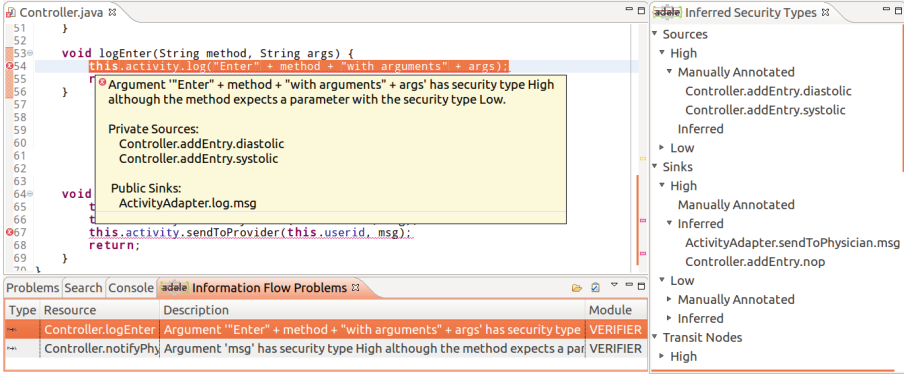 Controller.java
51 }
52
53 void logEnter(String method, String args) {
54 this.activity.log("Enter" + method + "with arguments" + args);
55 r
56 }
57
58
59
60
61
62
63
64 void
65 t
66 t
67 this.activity.sendToProvider(this.userid, msg);
68 return;
69 }
70 }
Argument '"Enter" + method + "with arguments" + args' has security type High
although the method expects a parameter with the security type Low.
Private Sources:
Controller.addEntry.diastolic
Controller.addEntry.systolic
Public Sinks:
ActivityAdapter.log.msg
Problems Search Console adele Information Flow Problems
Type Resource Description Module
Controller.logEnter Argument '"Enter" + method + "with arguments" + args' has security type VERIFIER
Controller.notifyPhy Argument 'msg' has security type High although the method expects a par VERIFIER
adele Inferred Security Types
Sources
High
Manually Annotated
Controller.addEntry.diastolic
Controller.addEntry.systolic
Inferred
Low
Sinks
High
Manually Annotated
Inferred
ActivityAdapter.sendToPhysician.msg
Controller.addEntry.nop
Low
Manually Annotated
Inferred
Transit Nodes
High